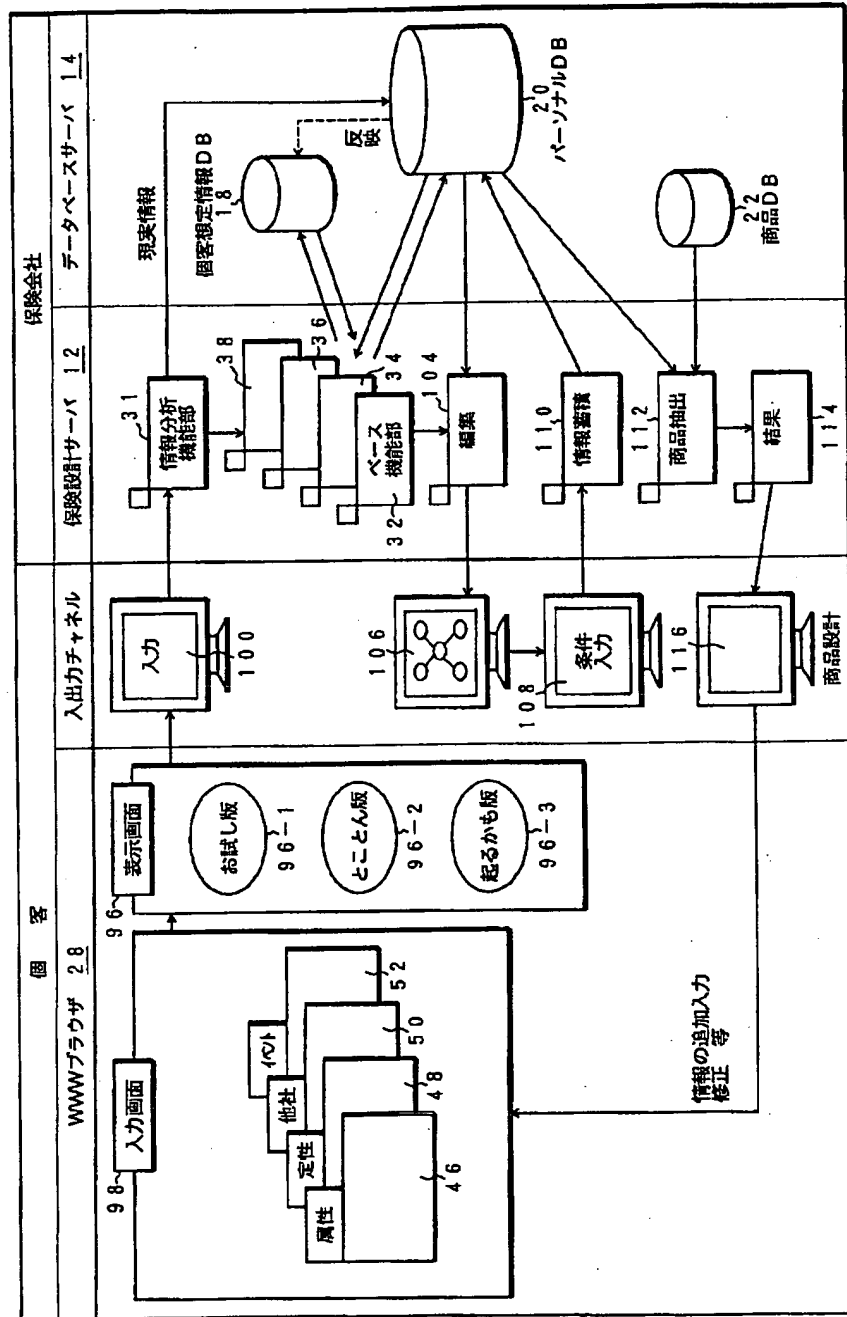 個 客
保険会社
WWWブラウザ 28
入出力チャネル
保険設計サーバ 12
データベースサーバ 14
98
入力画面
属性
定性
他社
イベント
46
48
50
52
96
表示画面
お試し版
96-1
とことん版
96-2
起るかも版
96-3
入力
100
106
条件
入力
108
116
商品設計
情報の追加入力
修正 等
31
情報分析
機能部
38
36
34
ベース
機能部
32
編集
104
110
情報蓄積
112
商品抽出
結果
114
現実情報
個客想定情報DB
18
反映
20
パーソナルDB
22
商品DB